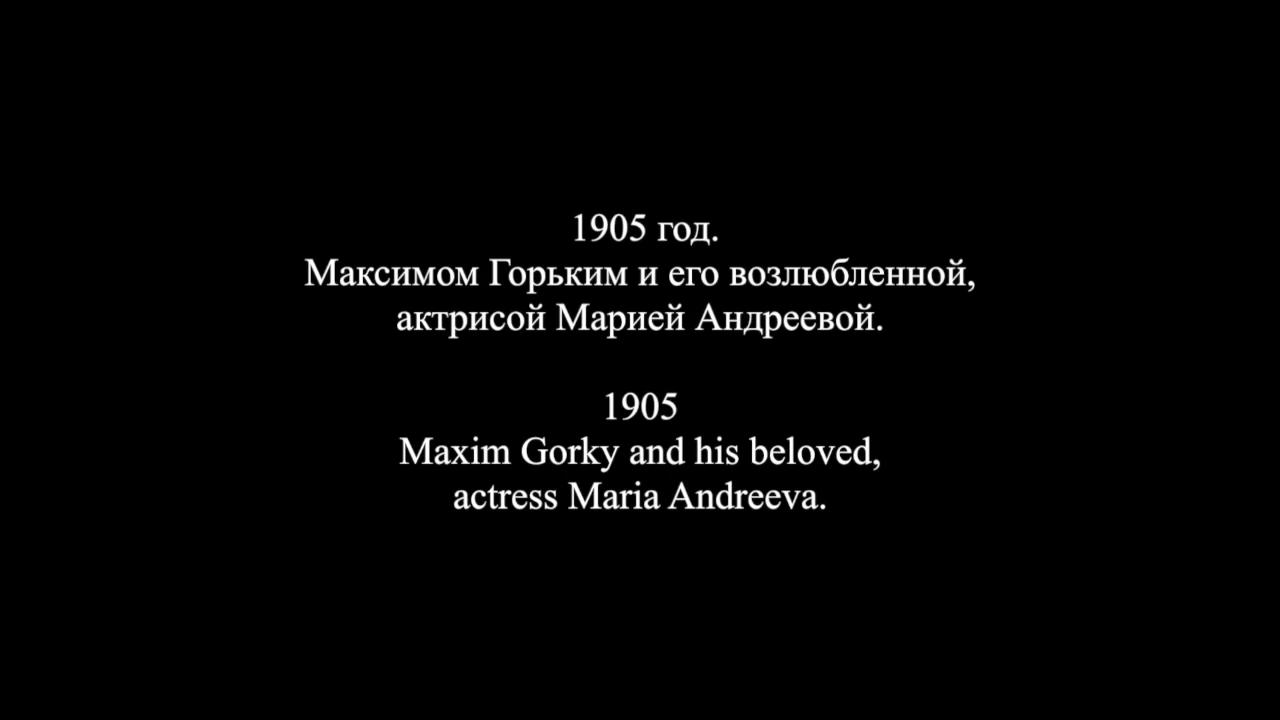 1905 год.
Максимом Горьким и его возлюбленной,
актрисой Марией Андреевой.
1905
Maxim Gorky and his beloved,
actress Maria Andreeva.